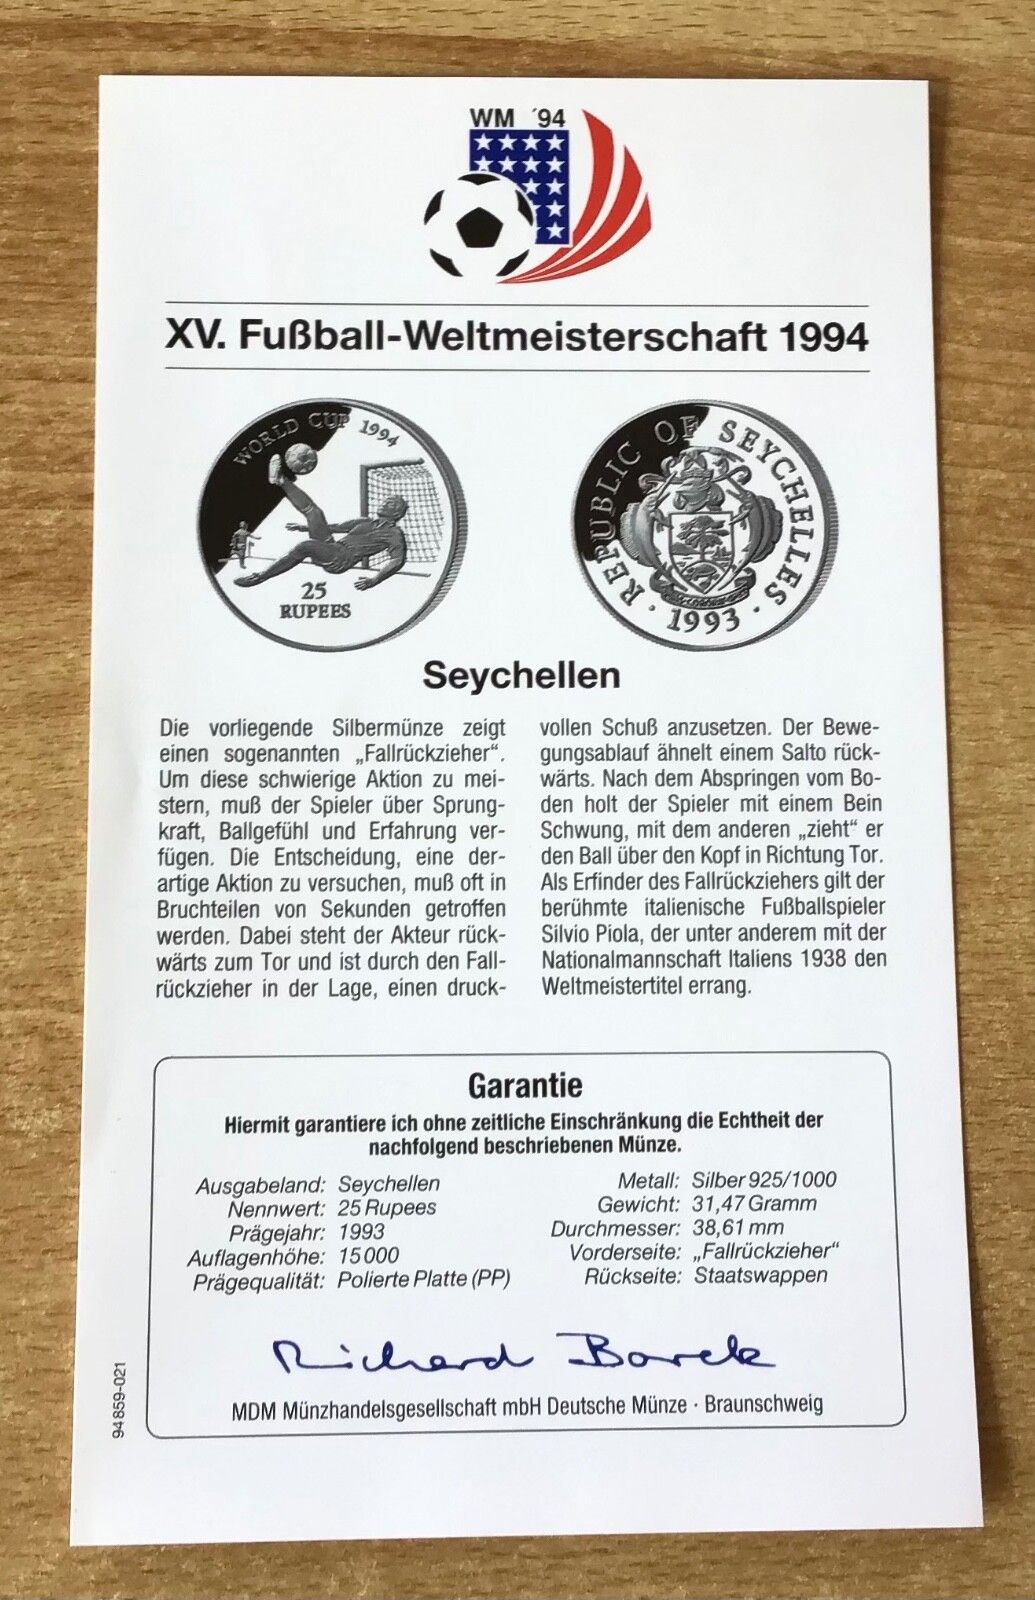 WM ´94
XV. Fußball-Weltmeisterschaft 1994
WORLD CUP 1994
25
RUPEES
REPUBLIC OF SEYCHELLES
· 1993 ·
Seychellen
Die vorliegende Silbermünze zeigt
einen sogenannten „Fallrückzieher“.
Um diese schwierige Aktion zu mei-
stern, muß der Spieler über Sprung-
kraft, Ballgefühl und Erfahrung ver-
fügen. Die Entscheidung, eine der-
artige Aktion zu versuchen, muß oft in
Bruchteilen von Sekunden getroffen
werden. Dabei steht der Akteur rück-
wärts zum Tor und ist durch den Fall-
rückzieher in der Lage, einen druck-
vollen Schuß anzusetzen. Der Bewe-
gungsablauf ähnelt einem Salto rück-
wärts. Nach dem Abspringen vom Bo-
den holt der Spieler mit einem Bein
Schwung, mit dem anderen „zieht“ er
den Ball über den Kopf in Richtung Tor.
Als Erfinder des Fallrückziehers gilt der
berühmte italienische Fußballspieler
Silvio Piola, der unter anderem mit der
Nationalmannschaft Italiens 1938 den
Weltmeistertitel errang.
Garantie
Hiermit garantiere ich ohne zeitliche Einschränkung die Echtheit der
nachfolgend beschriebenen Münze.
Ausgabeland: Seychellen
Nennwert: 25 Rupees
Prägejahr: 1993
Auflagenhöhe: 15 000
Prägequalität: Polierte Platte (PP)
Metall: Silber 925/1000
Gewicht: 31,47 Gramm
Durchmesser: 38,61 mm
Vorderseite: „Fallrückzieher“
Rückseite: Staatswappen
Richard Borek
MDM Münzhandelsgesellschaft mbH Deutsche Münze · Braunschweig
94 859-021